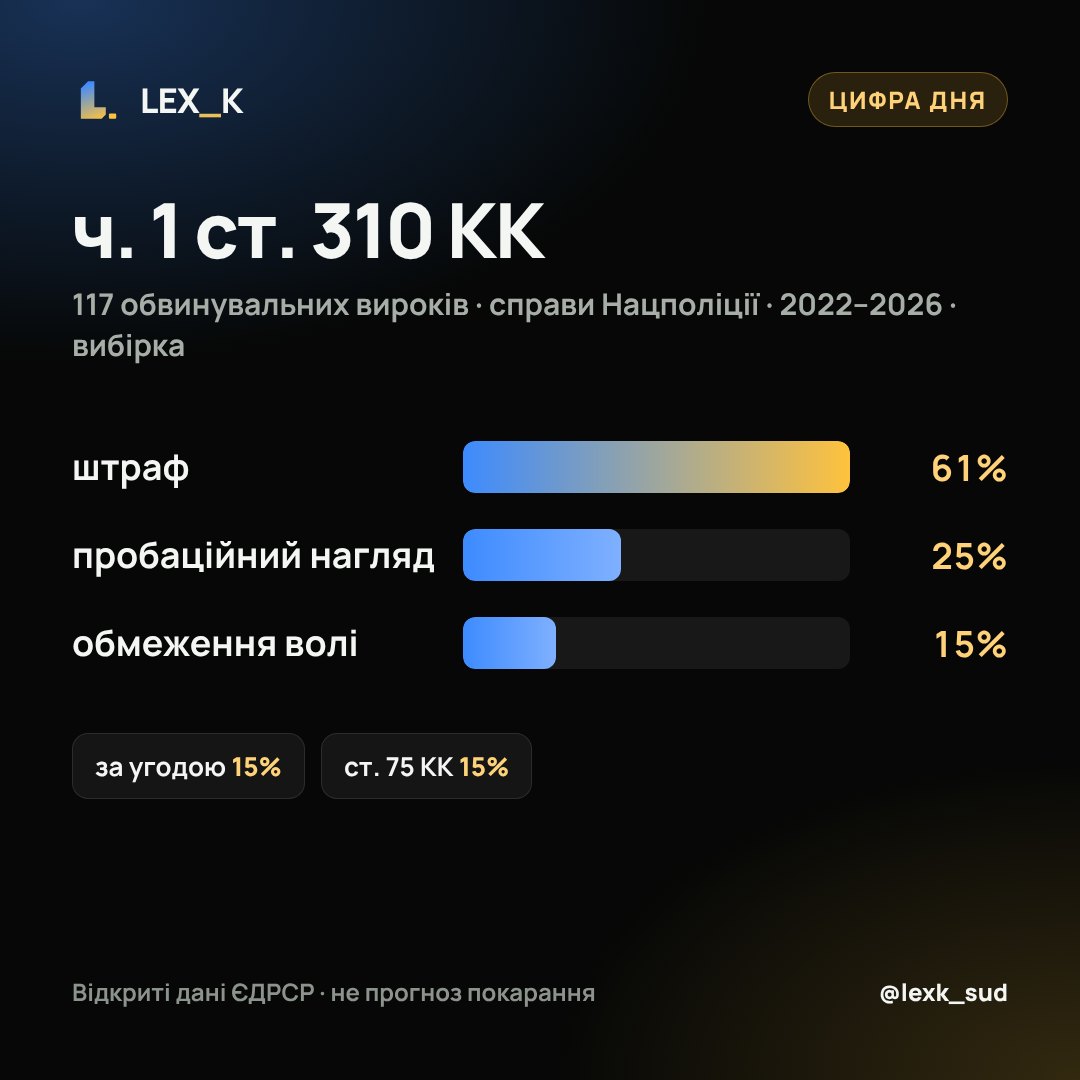 LEX_K
ЦИФРА ДНЯ
ч. 1 ст. 310 КК
117 обвинувальних вироків · справи Нацполіції · 2022–2026 ·
вибірка
штраф 61%
пробаційний нагляд 25%
обмеження волі 15%
за угодою 15% ст. 75 КК 15%
Відкриті дані ЄДРСР · не прогноз покарання
@lexk_sud